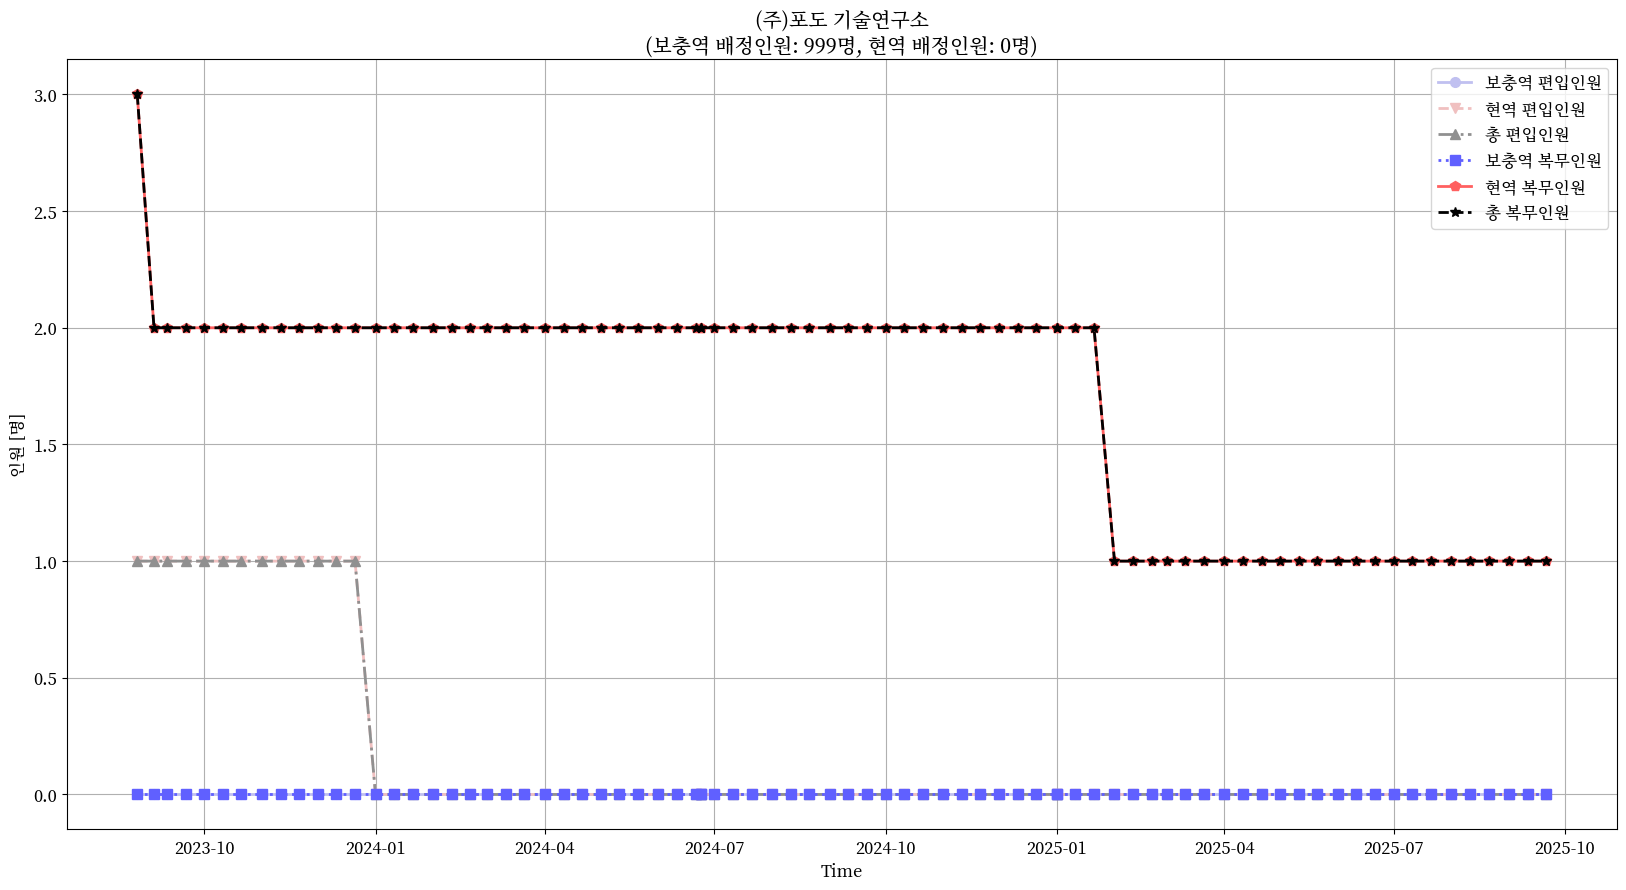 (주)포도 기술연구소
(보충역 배정인원: 999명, 현역 배정인원: 0명)
보충역 편입인원
현역 편입인원
총 편입인원
보충역 복무인원
현역 복무인원
총 복무인원
인원 [명]
3.0
2.5
2.0
1.5
1.0
0.5
0.0
2023-10 2024-01 2024-04 2024-07 2024-10 2025-01 2025-04 2025-07 2025-10
Time